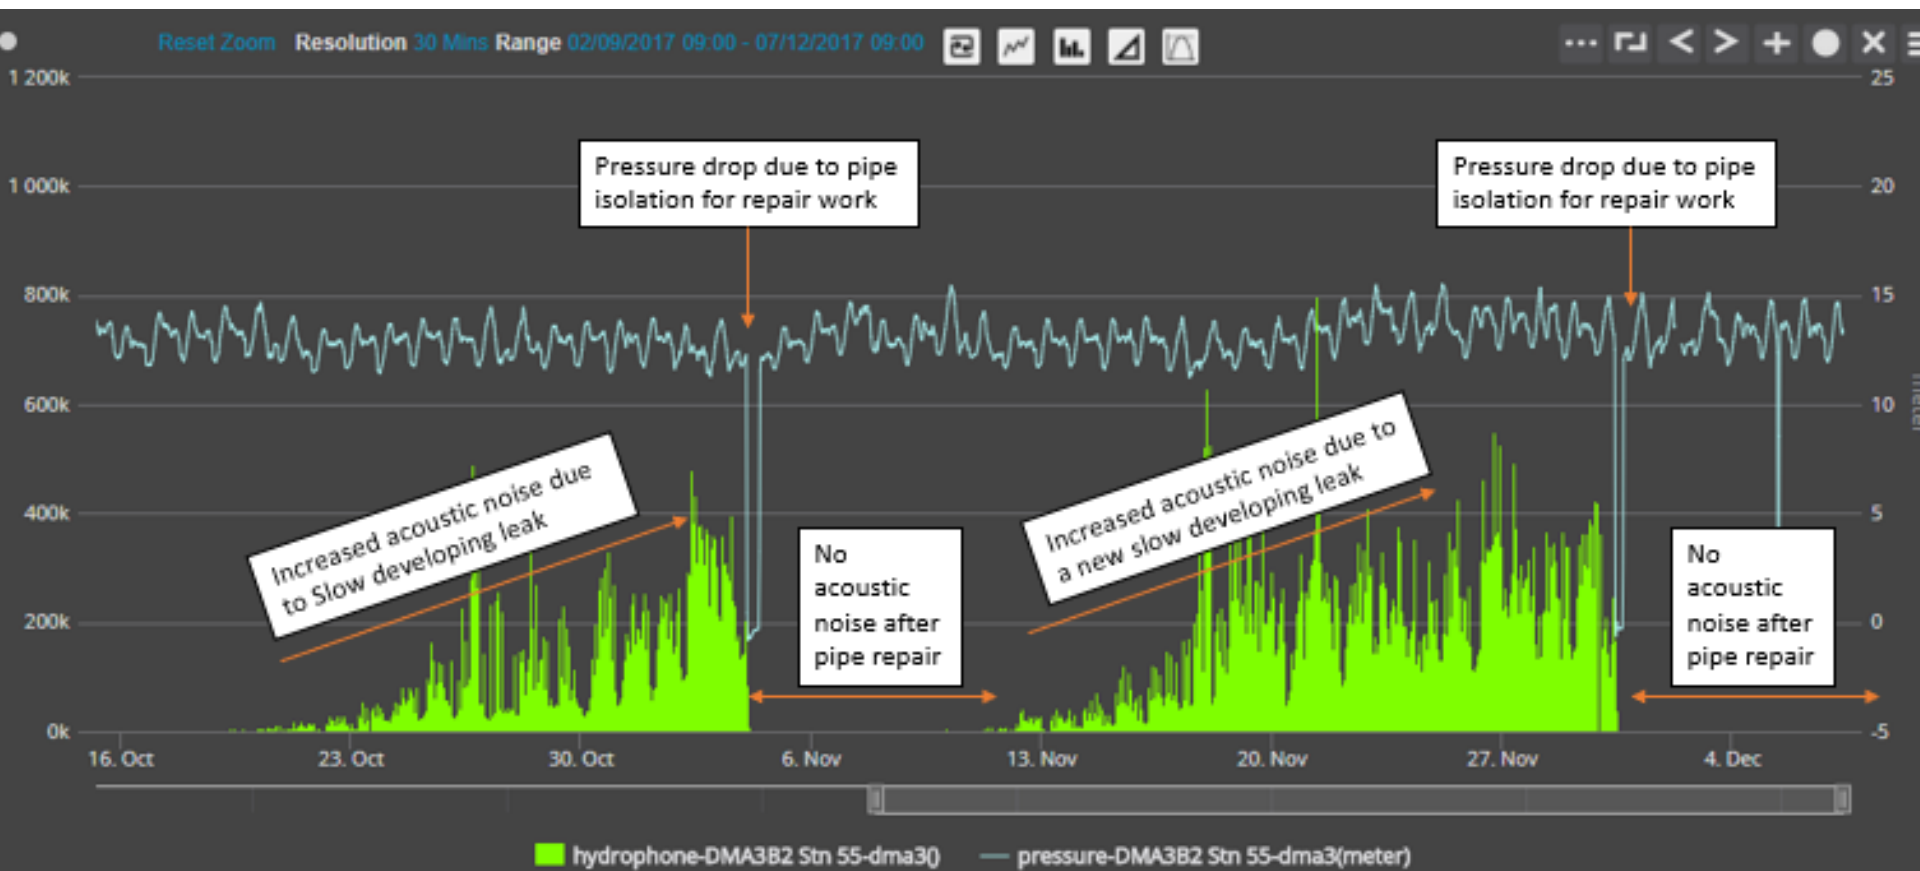 Reset Zoom Resolution 30 Mins Range 02/09/2017 09:00 - 07/12/2017 09:00
1 200k
25
Pressure drop due to pipe
isolation for repair work
Pressure drop due to pipe
isolation for repair work
1 000k
20
800k
15
600k
10
meter
Increased acoustic noise due
to Slow developing leak
Increased acoustic noise due to
a new slow developing leak
400k
5
No
acoustic
noise after
pipe repair
No
acoustic
noise after
pipe repair
200k
0
0k
-5
16. Oct
23. Oct
30. Oct
6. Nov
13. Nov
20. Nov
27. Nov
4. Dec
hydrophone-DMA3B2 Stn 55-dma3()
pressure-DMA3B2 Stn 55-dma3(meter)